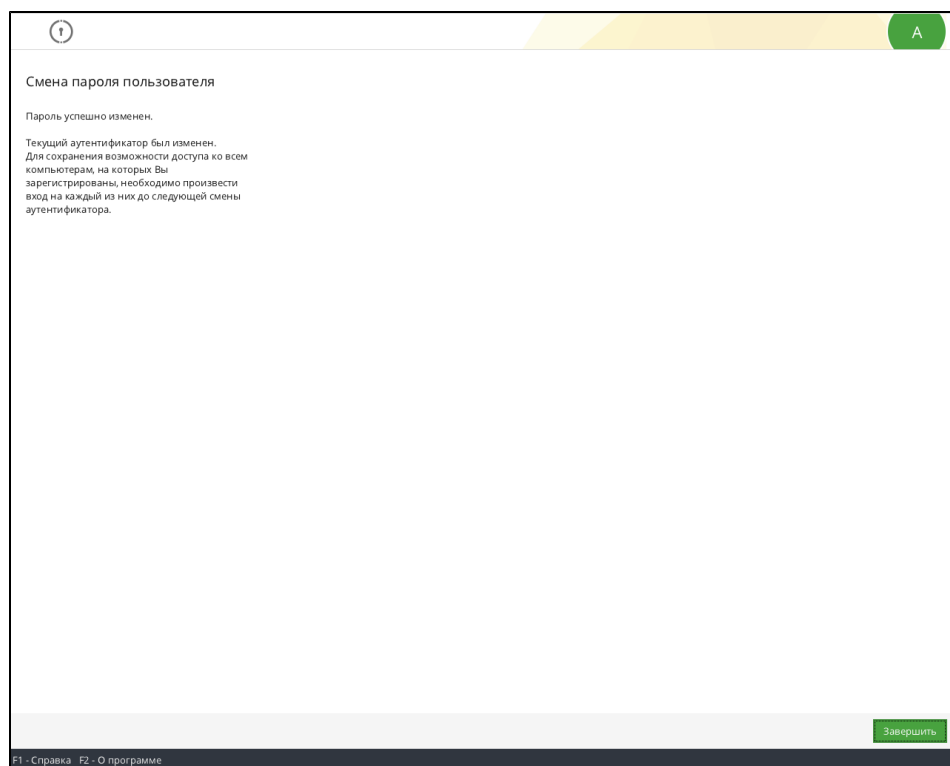 А
Смена пароля пользователя
Пароль успешно изменен.
Текущий аутентификатор был изменен.
Для сохранения возможности доступа ко всем
компьютерам, на которых Вы
зарегистрированы, необходимо произвести
вход на каждый из них до следующей смены
аутентификатора.
Завершить
F1 - Справка F2 - О программе